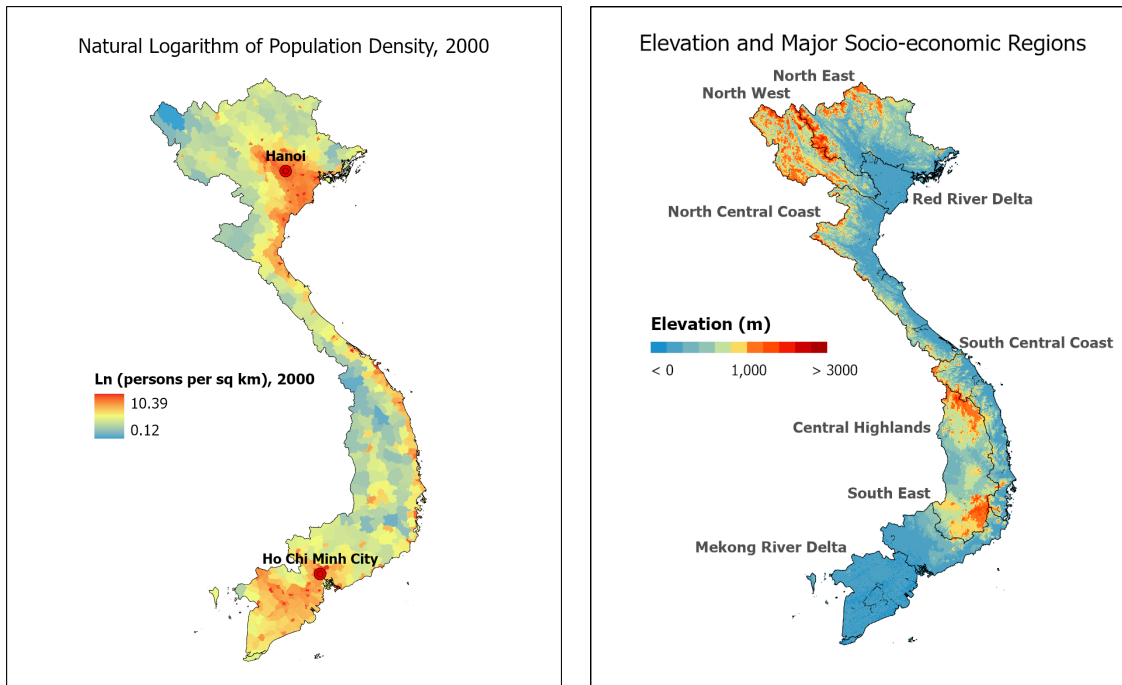 Natural Logarithm of Population Density, 2000
Hanoi
Ln (persons per sq km), 2000
10.39
0.12
Ho Chi Minh City
Elevation and Major Socio-economic Regions
North East
North West
Red River Delta
North Central Coast
Elevation (m)
< 0 1,000 > 3000
South Central Coast
Central Highlands
South East
Mekong River Delta